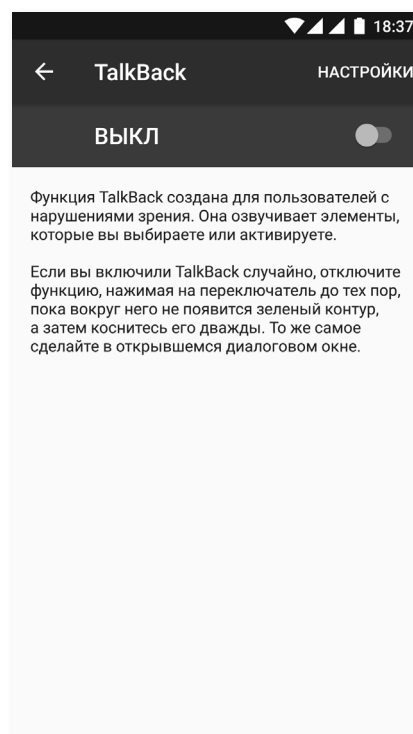 18:37
TalkBack НАСТРОЙКИ
ВЫКЛ
Функция TalkBack создана для пользователей с
нарушениями зрения. Она озвучивает элементы,
которые вы выбираете или активируете.
Если вы включили TalkBack случайно, отключите
функцию, нажимая на переключатель до тех пор,
пока вокруг него не появится зеленый контур,
а затем коснитесь его дважды. То же самое
сделайте в открывшемся диалоговом окне.